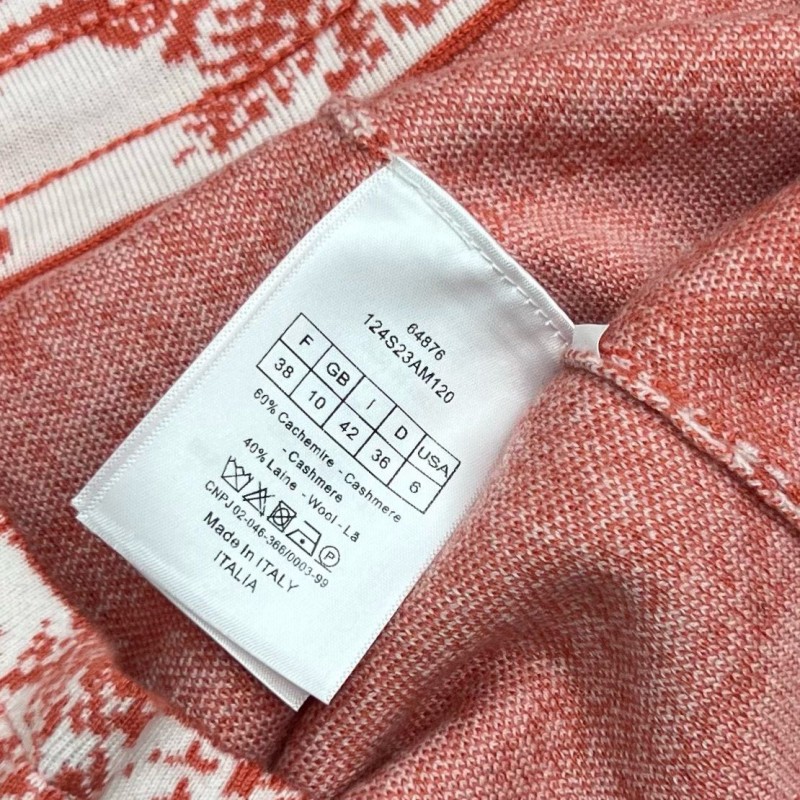 64876
124S23AM120
F GB I D USA
38 10 42 36 6
60% Cachemire - Cashmere
- Cashmere
40% Laine - Wool - Lã
P
CNPJ 02-046-366/0003-99
Made In ITALY
ITALIA